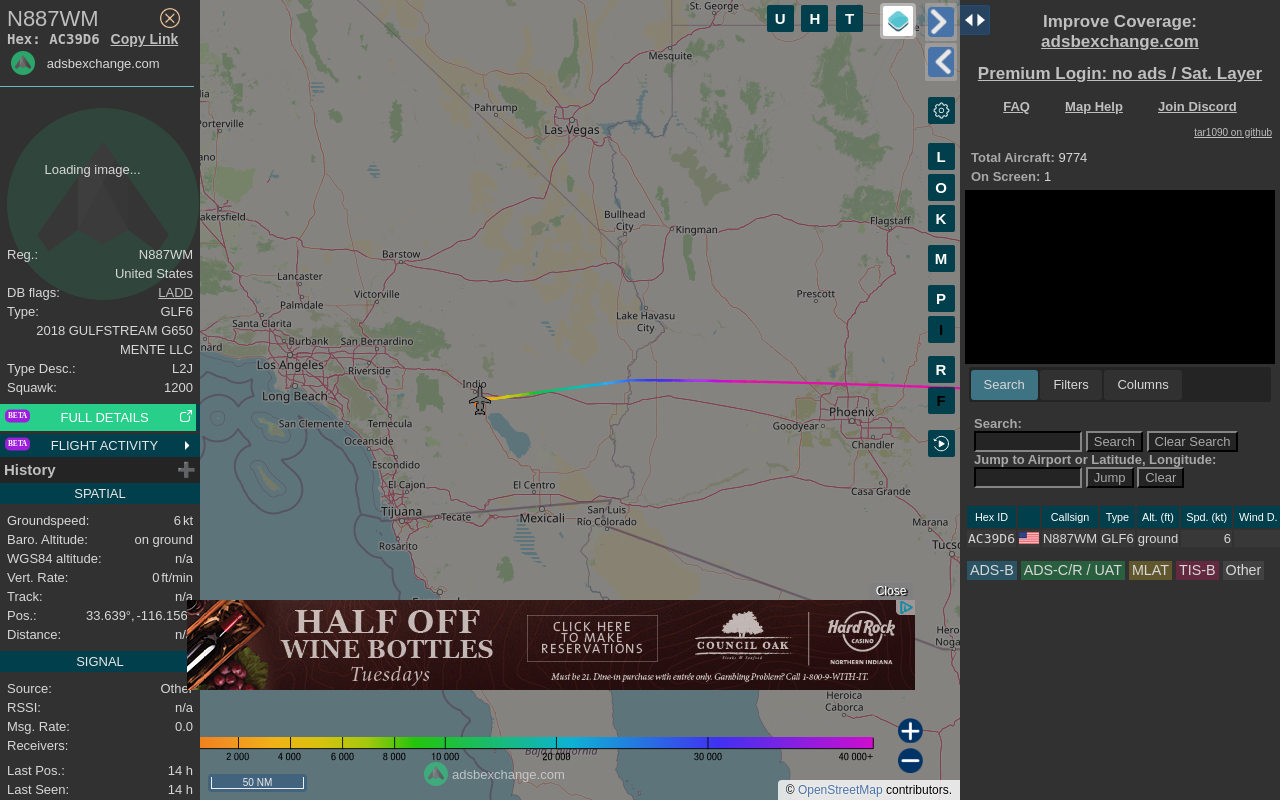 N887WM
Hex: AC39D6 Copy Link
adsbexchange.com
Loading image...
Reg.: N887WM
United States
DB flags: LADD
Type: GLF6
2018 GULFSTREAM G650
MENTE LLC
Type Desc.: L2J
Squawk: 1200
BETA FULL DETAILS
BETA FLIGHT ACTIVITY
History
SPATIAL
Groundspeed: 6 kt
Baro. Altitude: on ground
WGS84 altitude: n/a
Vert. Rate: 0 ft/min
Track: n/a
Pos.: 33.639°, -116.156
Distance: n/a
SIGNAL
Source: Other
RSSI: n/a
Msg. Rate: 0.0
Receivers:
Last Pos.: 14 h
Last Seen: 14 h
U H T
L
O
K
M
P
I
R
F
St. George
Mesquite
Pahrump
Las Vegas
Porterville
Bullhead
City
Kingman
Flagstaff
akersfield
Barstow
Lancaster
Victorville
Palmdale
Prescott
Lake Havasu
City
Santa Clarita
Burbank
San Bernardino
Los Angeles
Riverside
Indio
Long Beach
Phoenix
San Clemente
Temecula
Goodyear
Oceanside
Chandler
Escondido
El Cajon
El Centro
Casa Grande
Tijuana
Tecate
Mexicali
San Luis
Río Colorado
Marana
Rosarito
Tucso
Heroica
Caborca
Close
HALF OFF
WINE BOTTLES
Tuesdays
CLICK HERE
TO MAKE
RESERVATIONS
COUNCIL OAK
Steaks & Seafood
Hard Rock
CASINO
NORTHERN INDIANA
Must be 21. Dine-in purchase with entrée only. Gambling Problem? Call 1-800-9-WITH-IT.
2 000 4 000 6 000 8 000 10 000 20 000 30 000 40 000+
Baja California
adsbexchange.com
50 NM
© OpenStreetMap contributors.
Improve Coverage:
adsbexchange.com
Premium Login: no ads / Sat. Layer
FAQ Map Help Join Discord
tar1090 on github
Total Aircraft: 9774
On Screen: 1
Search Filters Columns
Search:
Search Clear Search
Jump to Airport or Latitude, Longitude:
Jump Clear
Hex ID Callsign Type Alt. (ft) Spd. (kt) Wind D.
AC39D6 N887WM GLF6 ground 6
ADS-B ADS-C/R / UAT MLAT TIS-B Other